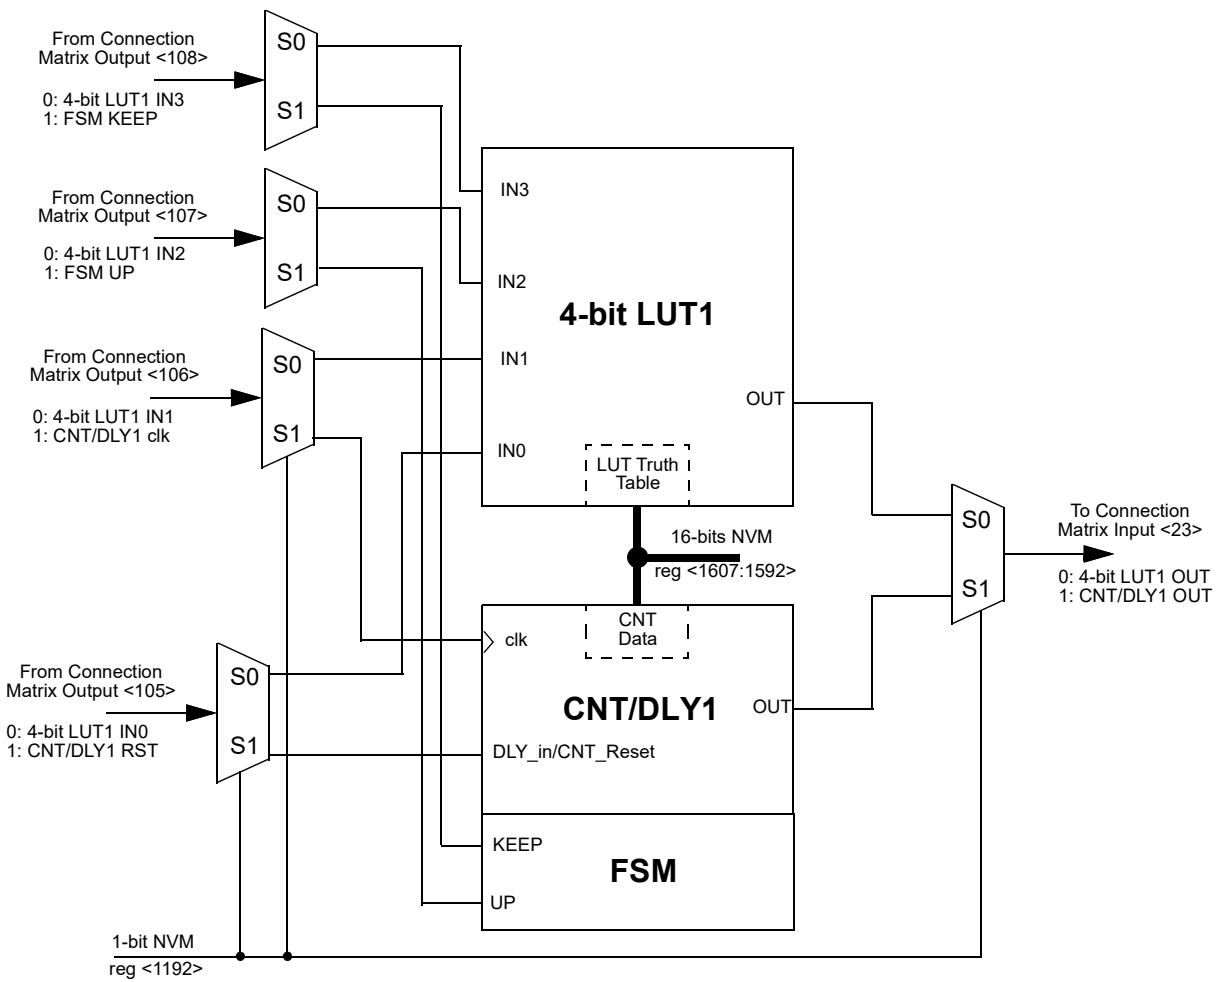 From Connection
Matrix Output <108>
0: 4-bit LUT1 IN3
1: FSM KEEP
S0
S1
From Connection
Matrix Output <107>
0: 4-bit LUT1 IN2
1: FSM UP
S0
S1
From Connection
Matrix Output <106>
0: 4-bit LUT1 IN1
1: CNT/DLY1 clk
S0
S1
From Connection
Matrix Output <105>
0: 4-bit LUT1 IN0
1: CNT/DLY1 RST
S0
S1
IN3
IN2
IN1
IN0
4-bit LUT1
OUT
LUT Truth
Table
16-bits NVM
reg <1607:1592>
CNT
Data
clk
CNT/DLY1
OUT
DLY_in/CNT_Reset
KEEP
FSM
UP
S0
S1
To Connection
Matrix Input <23>
0: 4-bit LUT1 OUT
1: CNT/DLY1 OUT
1-bit NVM
reg <1192>